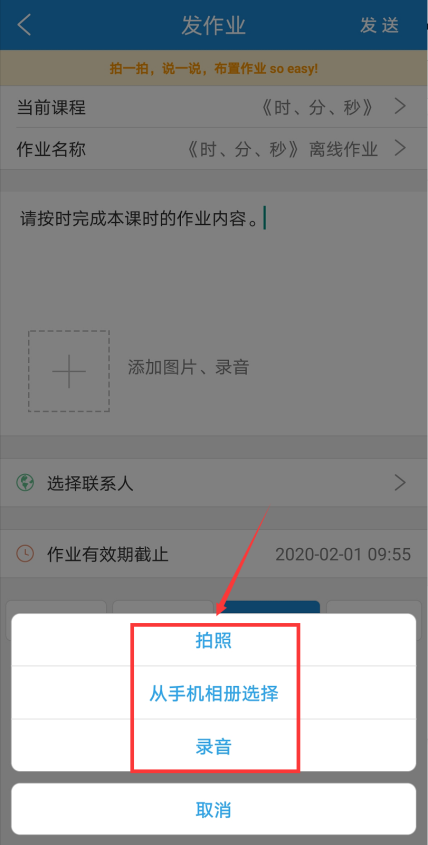 发作业 发送
拍一拍，说一说，布置作业 so easy!
当前课程 《时、分、秒》
作业名称 《时、分、秒》离线作业
请按时完成本课时的作业内容。
添加图片、录音
选择联系人
作业有效期截止 2020-02-01 09:55
拍照
从手机相册选择
录音
取消